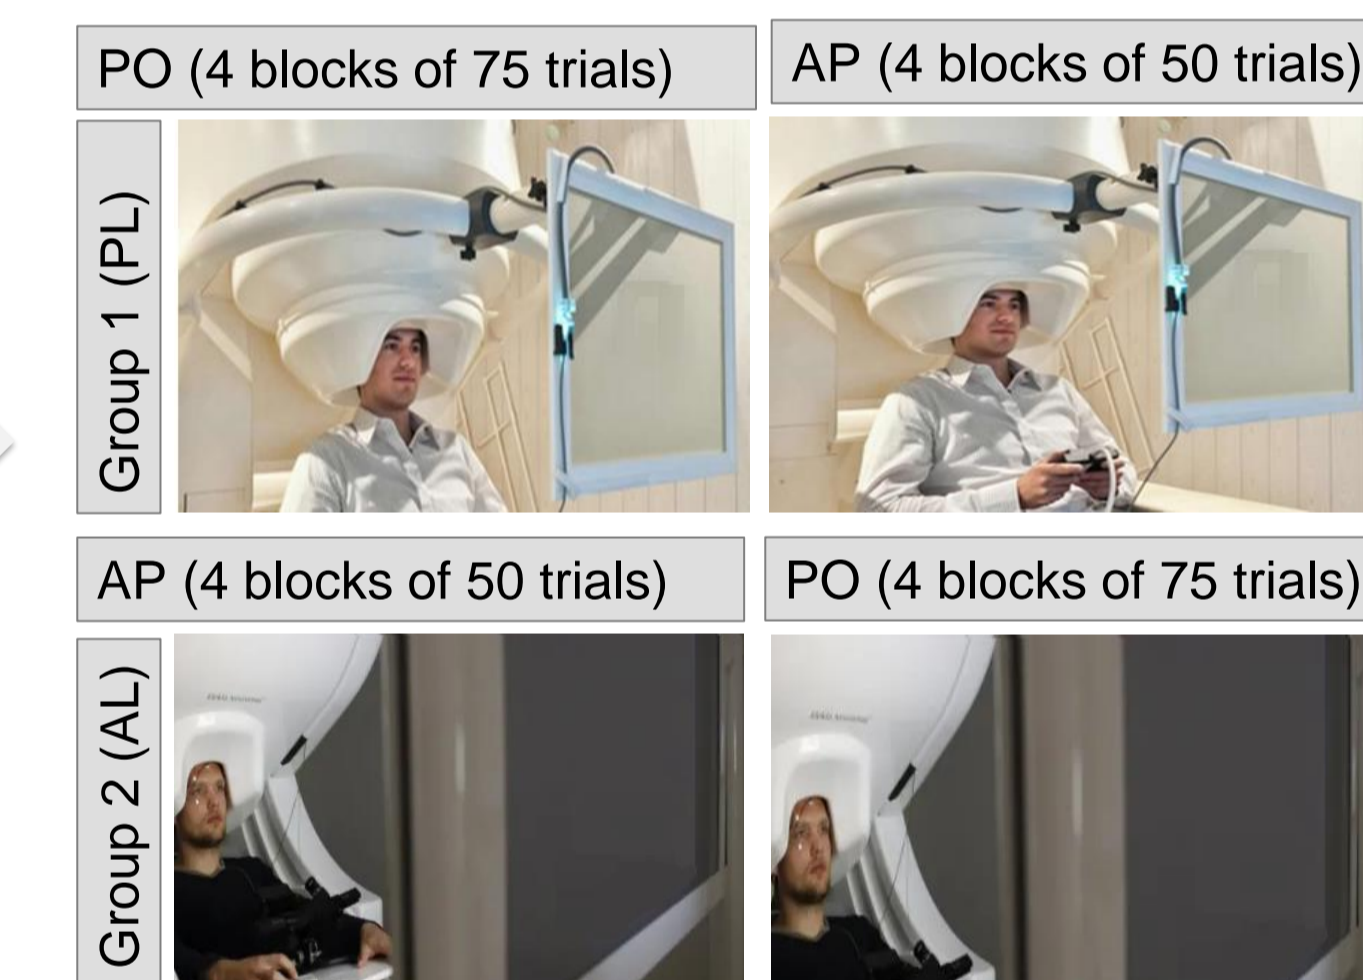 PO (4 blocks of 75 trials)
AP (4 blocks of 50 trials)
Group 1 (PL)
AP (4 blocks of 50 trials)
PO (4 blocks of 75 trials)
Group 2 (AL)